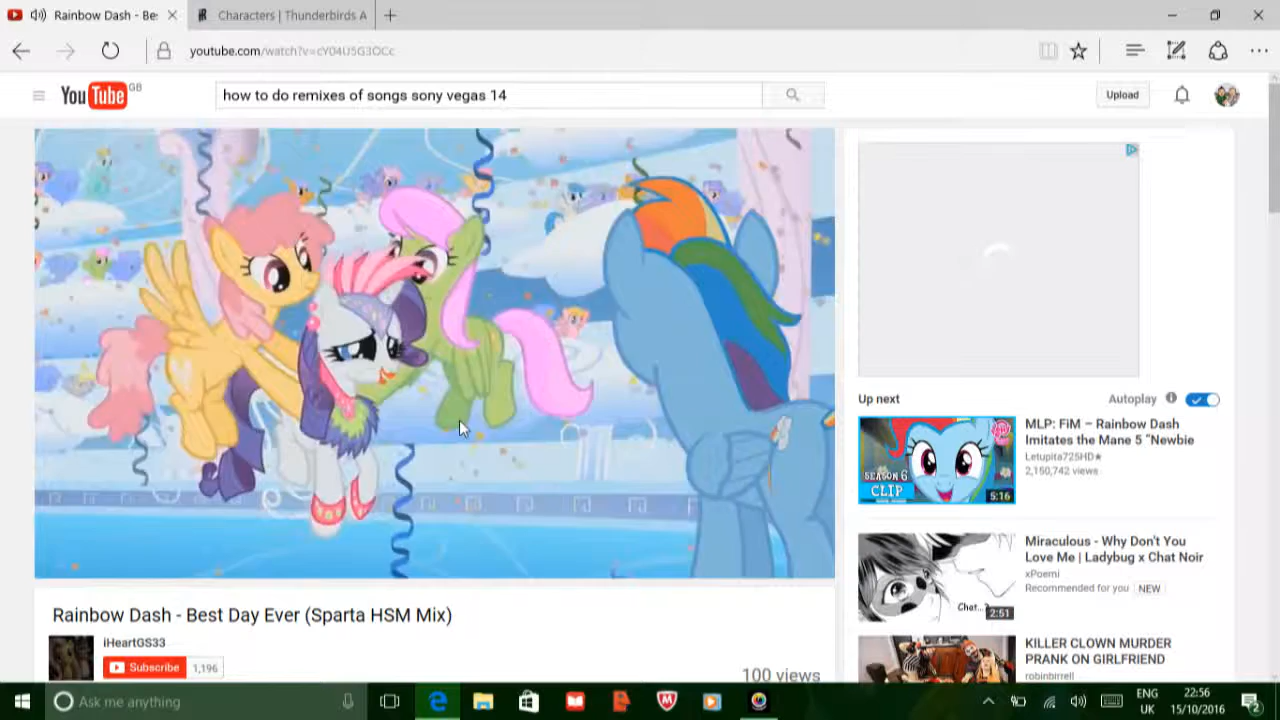 Rainbow Dash - Be:
Characters | Thunderbirds A
youtube.com/watch?v=cY04U5G3OCc
YouTube GB
how to do remixes of songs sony vegas 14
Upload
Up next
Autoplay
SEASON 6
CLIP
5:16
MLP: FiM – Rainbow Dash
Imitates the Mane 5 "Newbie
Letupita725HD★
2,150,742 views
Chat...?
2:51
Miraculous - Why Don't You
Love Me | Ladybug x Chat Noir
xPoemi
Recommended for you NEW
KILLER CLOWN MURDER
PRANK ON GIRLFRIEND
robinbirrell
Rainbow Dash - Best Day Ever (Sparta HSM Mix)
iHeartGS33
Subscribe 1,196
100 views
Ask me anything
ENG
UK
22:56
15/10/2016
2